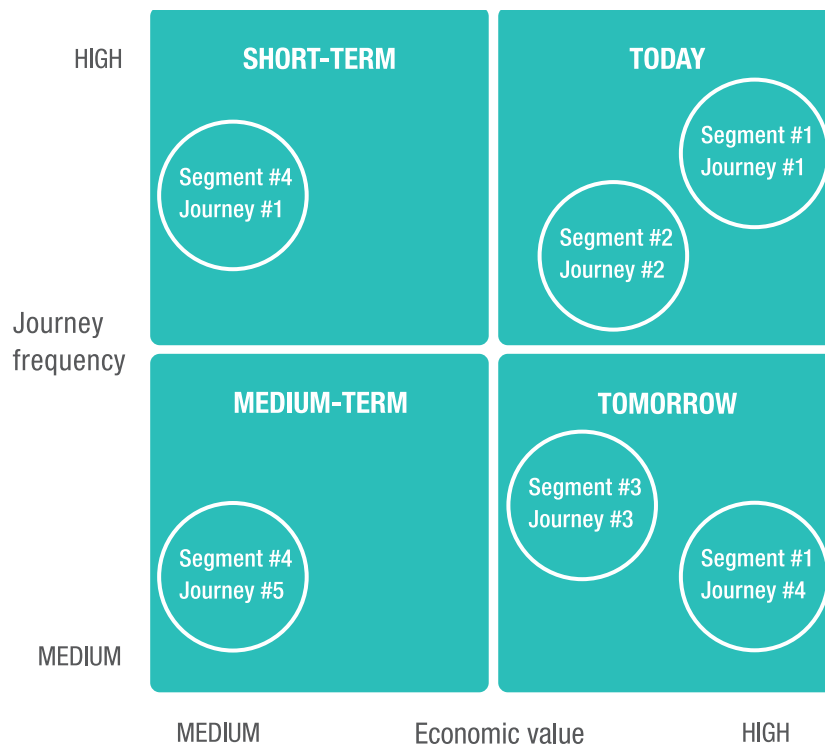 HIGH
SHORT-TERM
TODAY
Segment #4
Journey #1
Segment #1
Journey #1
Segment #2
Journey #2
Journey
frequency
MEDIUM-TERM
TOMORROW
Segment #4
Journey #5
Segment #3
Journey #3
Segment #1
Journey #4
MEDIUM
MEDIUM
Economic value
HIGH